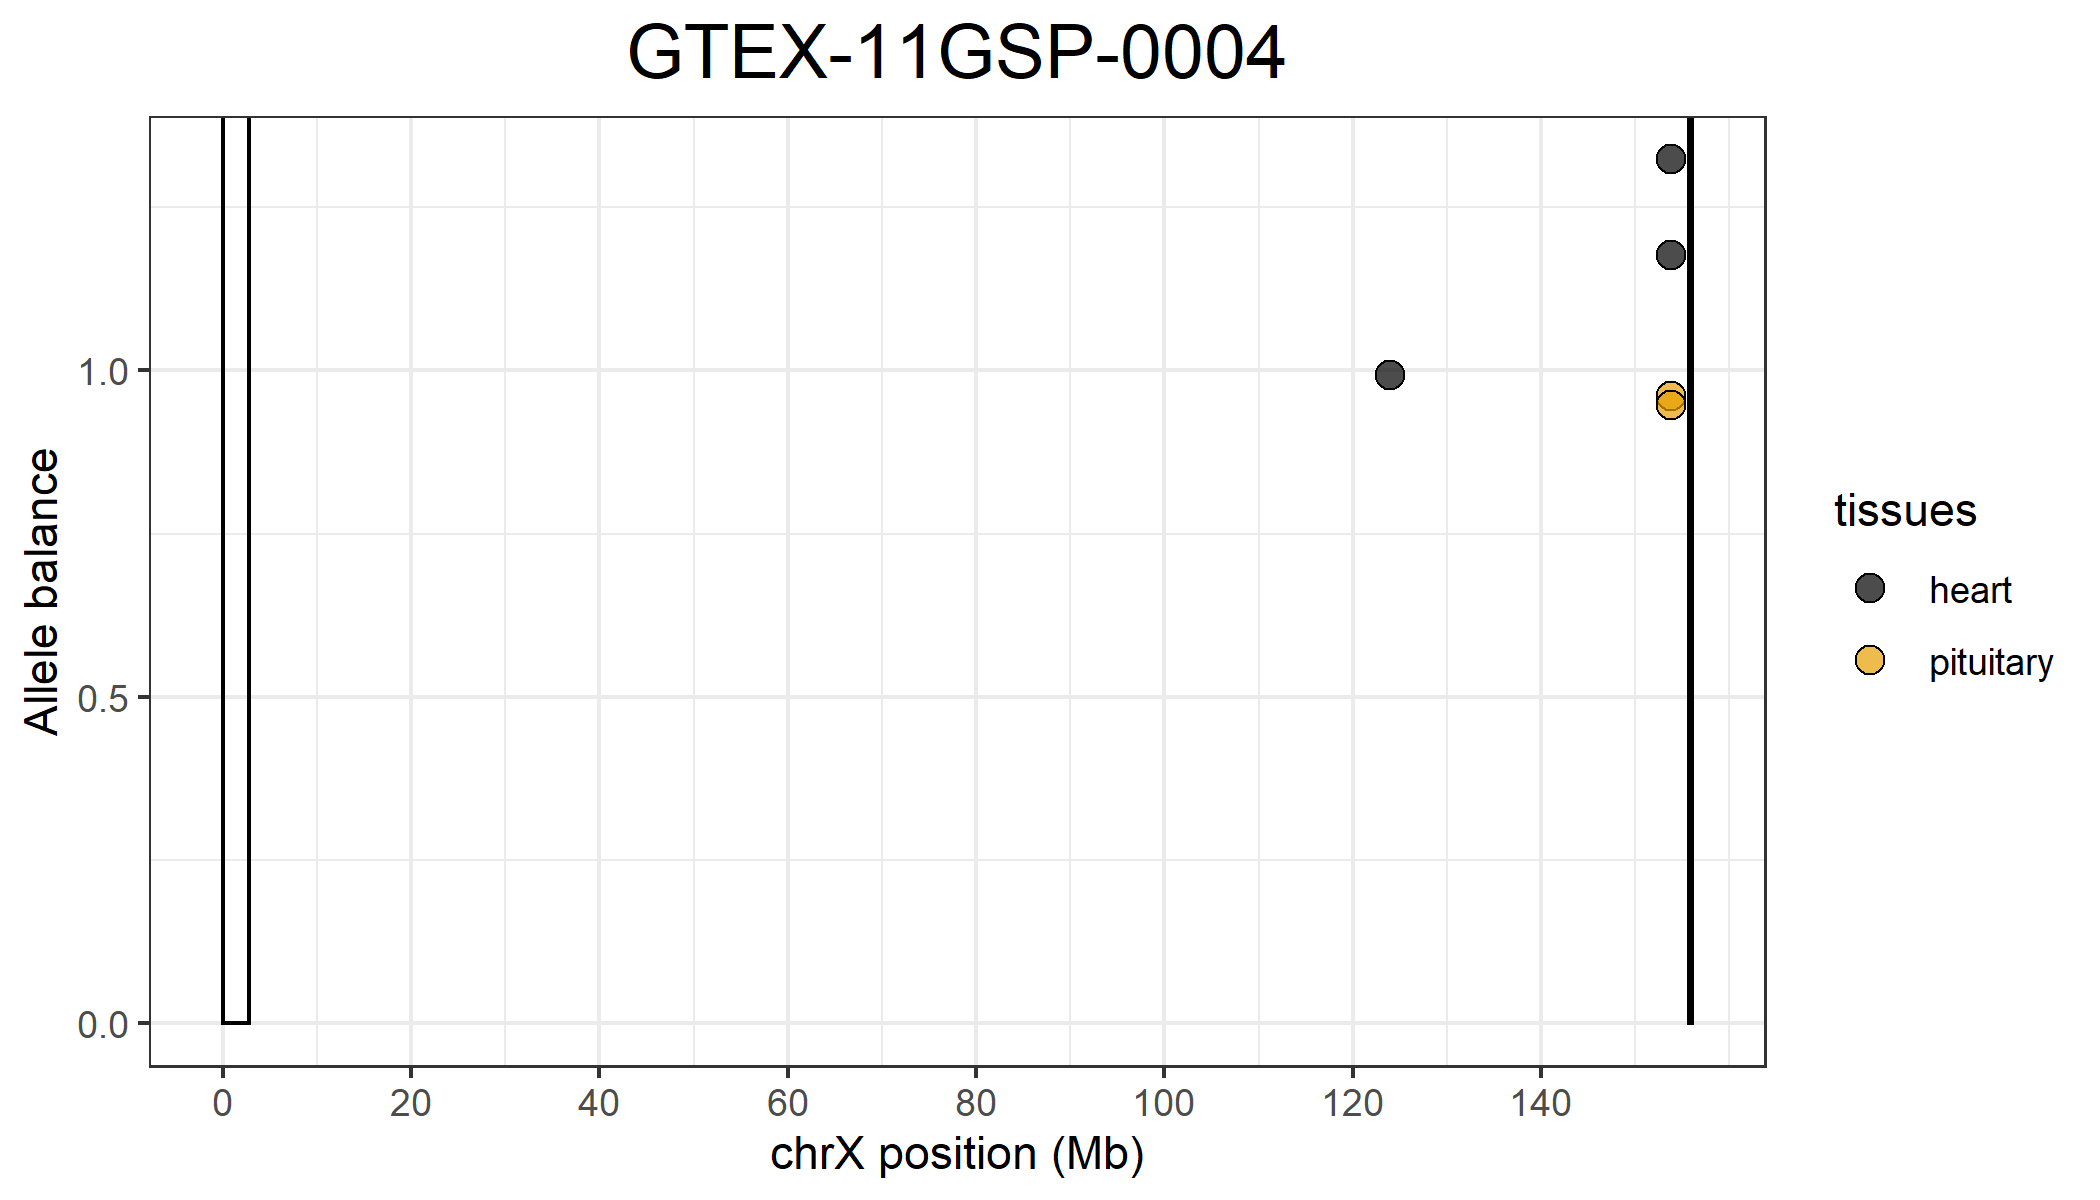 GTEX-11GSP-0004
Allele balance
1.0
0.5
0.0
0 20 40 60 80 100 120 140
chrX position (Mb)
tissues
heart
pituitary